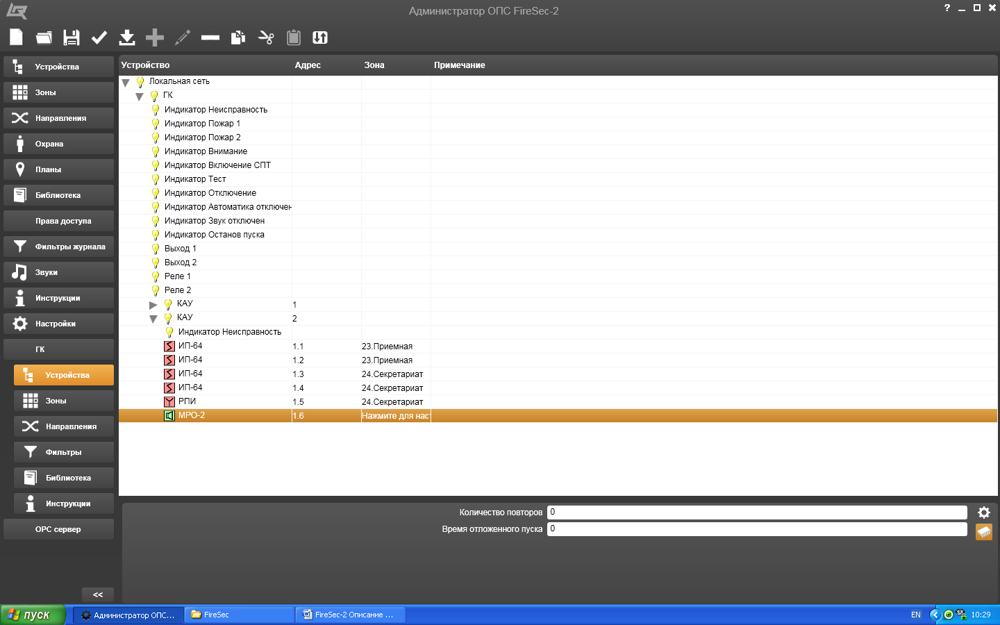 Администратор ОПС FireSec-2
?
Устройства
Зоны
Направления
Охрана
Планы
Библиотека
Права доступа
Фильтры журнала
Звуки
Инструкции
Настройки
ГК
Устройства
Зоны
Направления
Фильтры
Библиотека
Инструкции
OPC сервер
<<
Устройство Адрес Зона Примечание
Локальная сеть
ГК
Индикатор Неисправность
Индикатор Пожар 1
Индикатор Пожар 2
Индикатор Внимание
Индикатор Включение СПТ
Индикатор Тест
Индикатор Отключение
Индикатор Автоматика отключен
Индикатор Звук отключен
Индикатор Останов пуска
Выход 1
Выход 2
Реле 1
Реле 2
КАУ 1
КАУ 2
Индикатор Неисправность
ИП-64 1.1 23.Приемная
ИП-64 1.2 23.Приемная
ИП-64 1.3 24.Секретариат
ИП-64 1.4 24.Секретариат
РПИ 1.5 24.Секретариат
МРО-2 1.6 Нажмите для наст
Количество повторов 0
Время отложенного пуска 0
пуск Администратор ОПС... FireSec FireSec-2 Описание ... EN 10:29